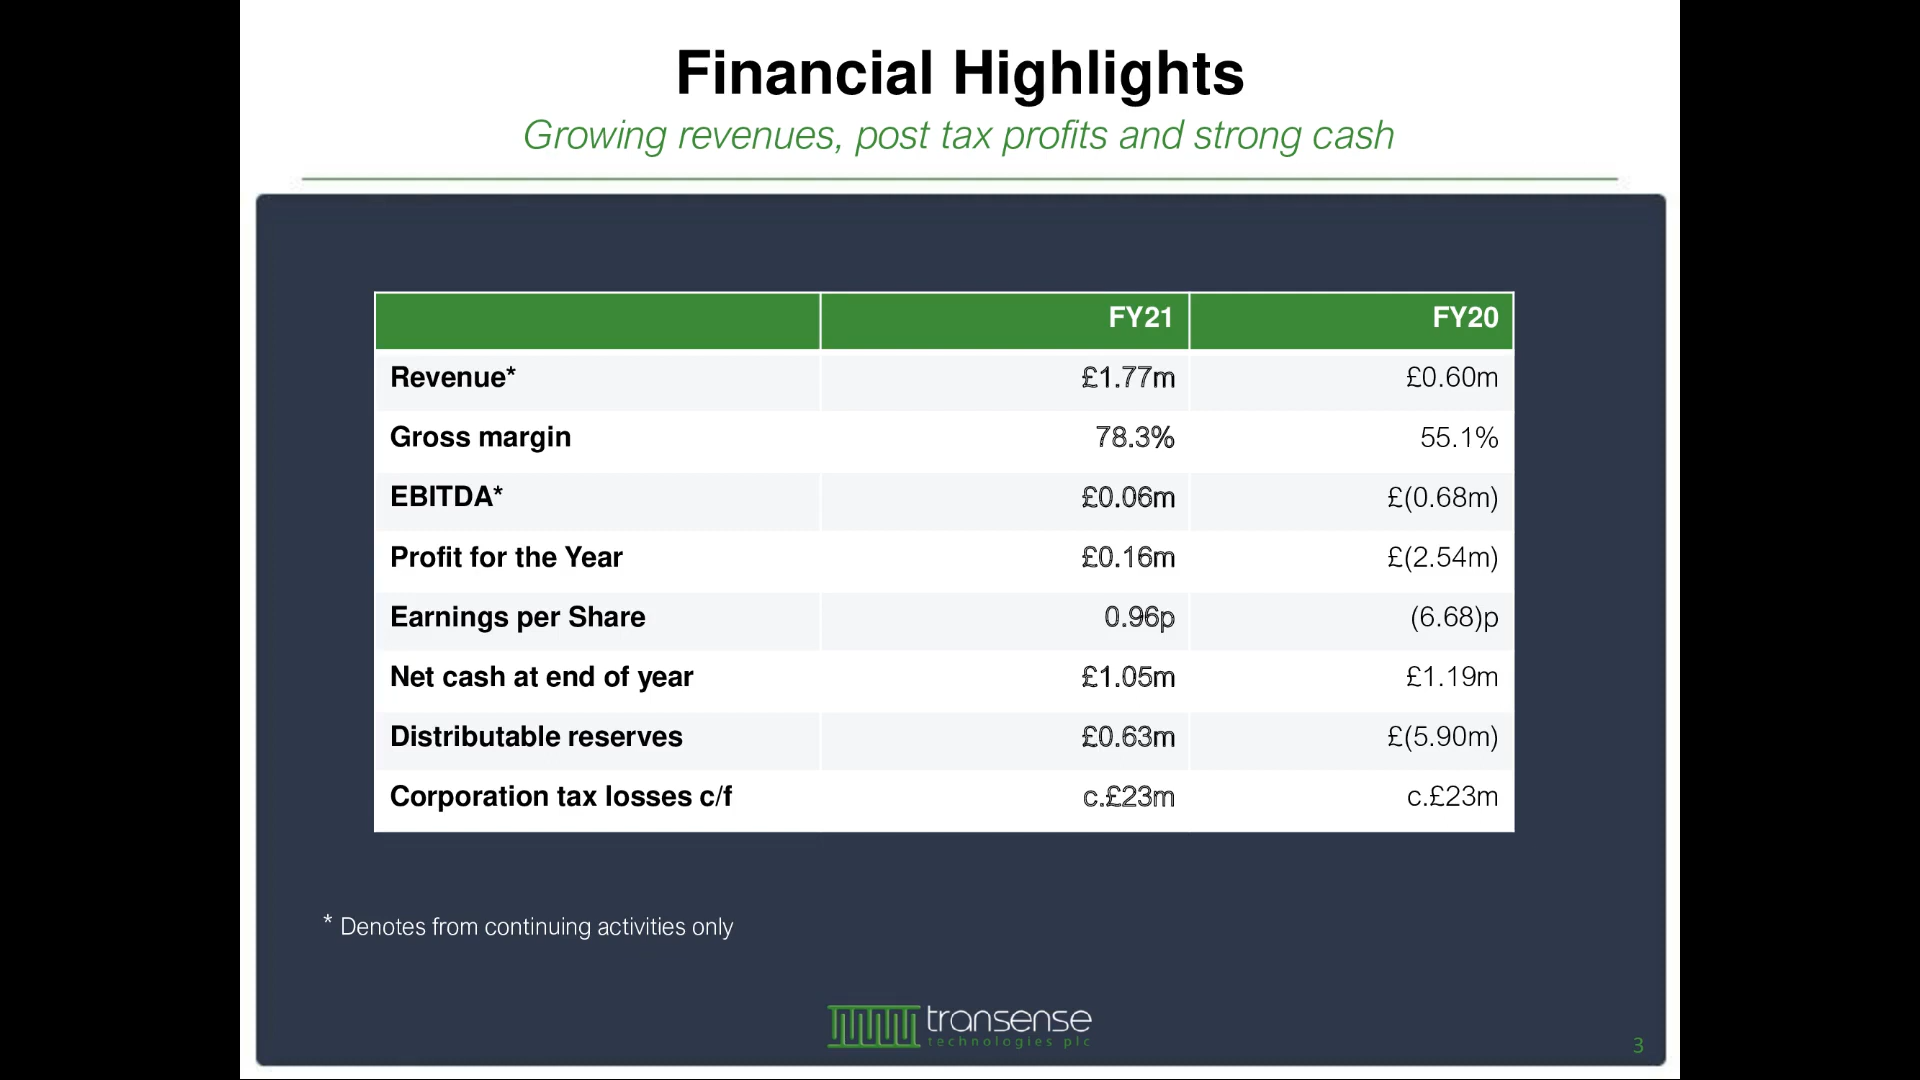 Financial Highlights
Growing revenues, post tax profits and strong cash
FY21 FY20
Revenue* £1.77m £0.60m
Gross margin 78.3% 55.1%
EBITDA* £0.06m £(0.68m)
Profit for the Year £0.16m £(2.54m)
Earnings per Share 0.96p (6.68)p
Net cash at end of year £1.05m £1.19m
Distributable reserves £0.63m £(5.90m)
Corporation tax losses c/f c.£23m c.£23m
* Denotes from continuing activities only
transense
technologies plc
3